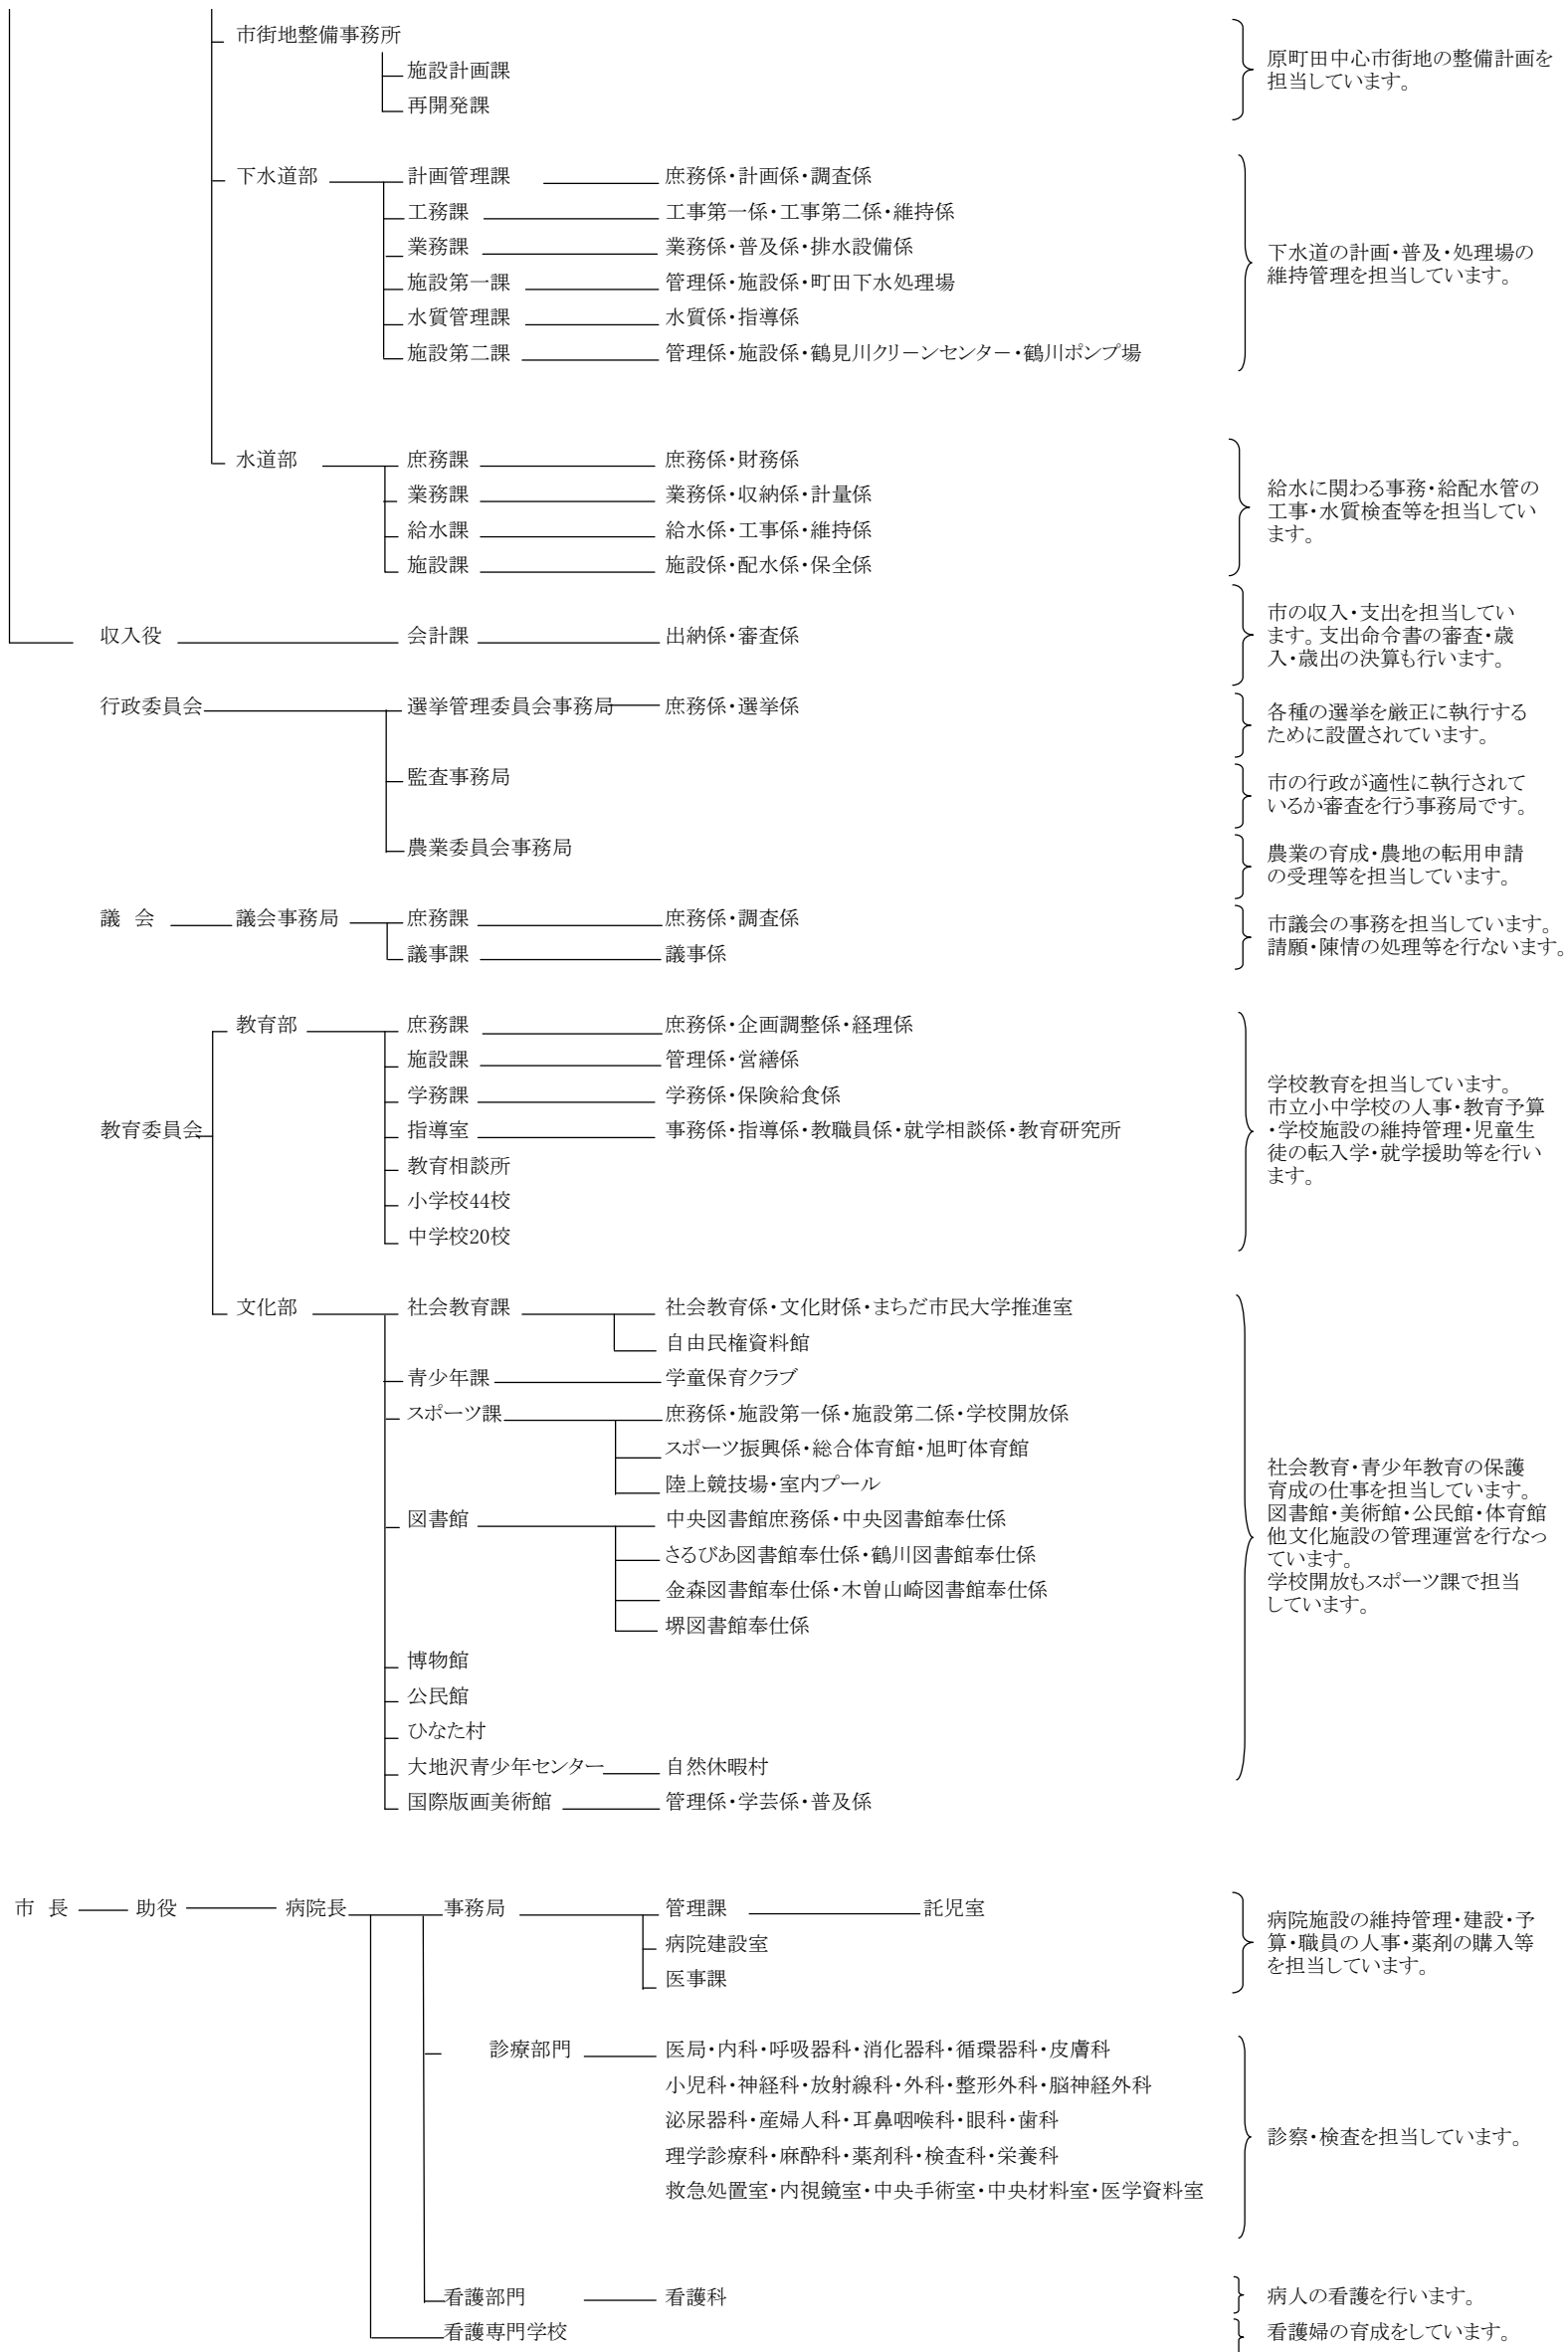 市街地整備事務所
施設計画課
再開発課
原町田中心市街地の整備計画を
担当しています。
下水道部 計画管理課 庶務係・計画係・調査係
工務課 工事第一係・工事第二係・維持係
業務課 業務係・普及係・排水設備係
施設第一課 管理係・施設係・町田下水処理場
水質管理課 水質係・指導係
施設第二課 管理係・施設係・鶴見川クリーンセンター・鶴川ポンプ場
下水道の計画・普及・処理場の
維持管理を担当しています。
水道部 庶務課 庶務係・財務係
業務課 業務係・収納係・計量係
給水課 給水係・工事係・維持係
施設課 施設係・配水係・保全係
給水に関わる事務・給配水管の
工事・水質検査等を担当してい
ます。
収入役 会計課 出納係・審査係
市の収入・支出を担当してい
ます。支出命令書の審査・歳
入・歳出の決算も行います。
行政委員会 選挙管理委員会事務局 庶務係・選挙係
各種の選挙を厳正に執行する
ために設置されています。
監査事務局
市の行政が適性に執行されて
いるか審査を行う事務局です。
農業委員会事務局
農業の育成・農地の転用申請
の受理等を担当しています。
議 会 議会事務局 庶務課 庶務係・調査係
議事課 議事係
市議会の事務を担当しています。
請願・陳情の処理等を行ないます。
教育委員会
教育部 庶務課 庶務係・企画調整係・経理係
施設課 管理係・営繕係
学務課 学務係・保険給食係
指導室 事務係・指導係・教職員係・就学相談係・教育研究所
教育相談所
小学校44校
中学校20校
学校教育を担当しています。
市立小中学校の人事・教育予算
・学校施設の維持管理・児童生
徒の転入学・就学援助等を行い
ます。
文化部 社会教育課 社会教育係・文化財係・まちだ市民大学推進室
自由民権資料館
青少年課 学童保育クラブ
スポーツ課 庶務係・施設第一係・施設第二係・学校開放係
スポーツ振興係・総合体育館・旭町体育館
陸上競技場・室内プール
図書館 中央図書館庶務係・中央図書館奉仕係
さるびあ図書館奉仕係・鶴川図書館奉仕係
金森図書館奉仕係・木曽山崎図書館奉仕係
堺図書館奉仕係
博物館
公民館
ひなた村
大地沢青少年センター 自然休暇村
国際版画美術館 管理係・学芸係・普及係
社会教育・青少年教育の保護
育成の仕事を担当しています。
図書館・美術館・公民館・体育館
他文化施設の管理運営を行なっ
ています。
学校開放もスポーツ課で担当
しています。
市 長 助役 病院長 事務局 管理課 託児室
病院建設室
医事課
病院施設の維持管理・建設・予
算・職員の人事・薬剤の購入等
を担当しています。
診療部門 医局・内科・呼吸器科・消化器科・循環器科・皮膚科
小児科・神経科・放射線科・外科・整形外科・脳神経外科
泌尿器科・産婦人科・耳鼻咽喉科・眼科・歯科
理学診療科・麻酔科・薬剤科・検査科・栄養科
救急処置室・内視鏡室・中央手術室・中央材料室・医学資料室
診察・検査を担当しています。
看護部門 看護科
病人の看護を行います。
看護専門学校
看護婦の育成をしています。